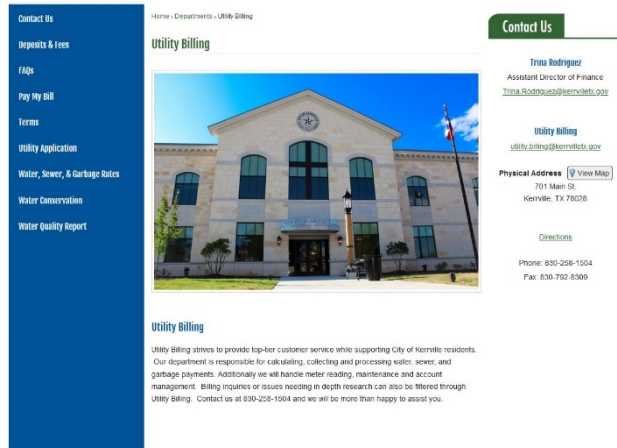 Contact Us
Deposits & Fees
FAQs
Pay My Bill
Terms
Utility Application
Water, Sewer, & Garbage Rates
Water Conservation
Water Quality Report
Home › Departments › Utility Billing
Utility Billing
Utility Billing
Utility Billing strives to provide top-tier customer service while supporting City of Kerrville residents.
Our department is responsible for calculating, collecting and processing water, sewer, and
garbage payments. Additionally we will handle meter reading, maintenance and account
management. Billing inquiries or issues needing in depth research can also be filtered through
Utility Billing. Contact us at 830-258-1504 and we will be more than happy to assist you.
Contact Us
Trina Rodriguez
Assistant Director of Finance
Trina.Rodriguez@kerrvilletx.gov
Utility Billing
utility.billing@kerrvilletx.gov
Physical Address View Map
701 Main St.
Kerrville, TX 78028
Directions
Phone: 830-258-1504
Fax: 830-792-8309